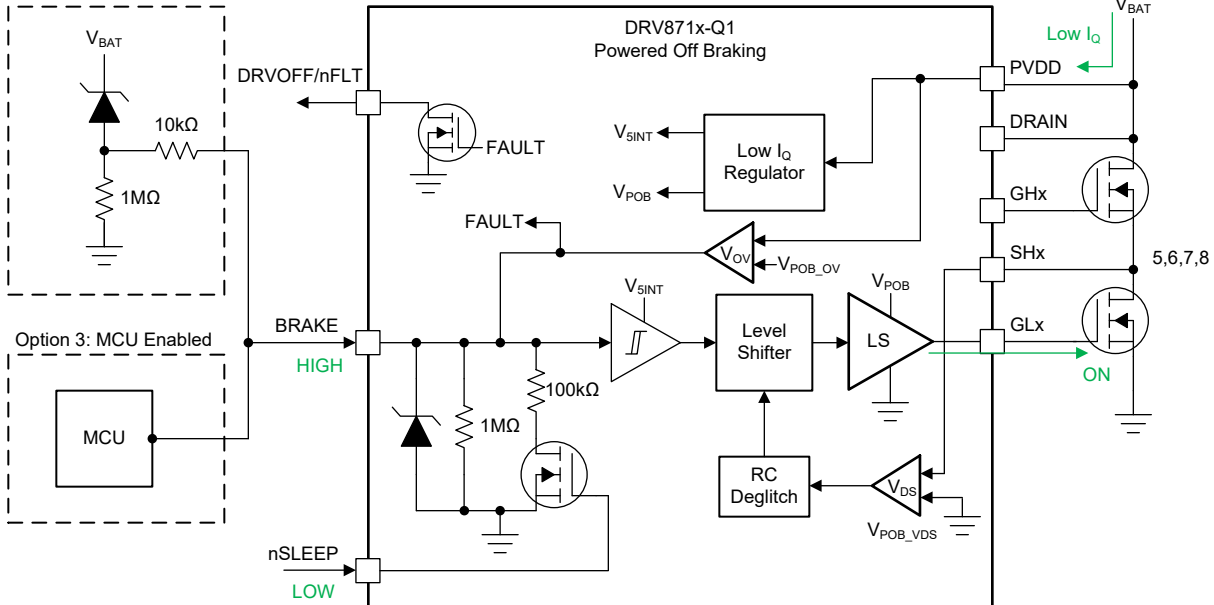 DRV871x-Q1
Powered Off Braking
VBAT
DRVOFF/nFLT
10kΩ
1MΩ
FAULT
V5INT
VPOB
Low IQ
Regulator
VBAT
Low IQ
PVDD
DRAIN
GHx
SHx
5,6,7,8
GLx
ON
FAULT
VOV
VPOB_OV
Option 3: MCU Enabled
MCU
BRAKE
HIGH
V5INT
Level
Shifter
VPOB
LS
100kΩ
1MΩ
RC
Deglitch
VDS
VPOB_VDS
nSLEEP
LOW